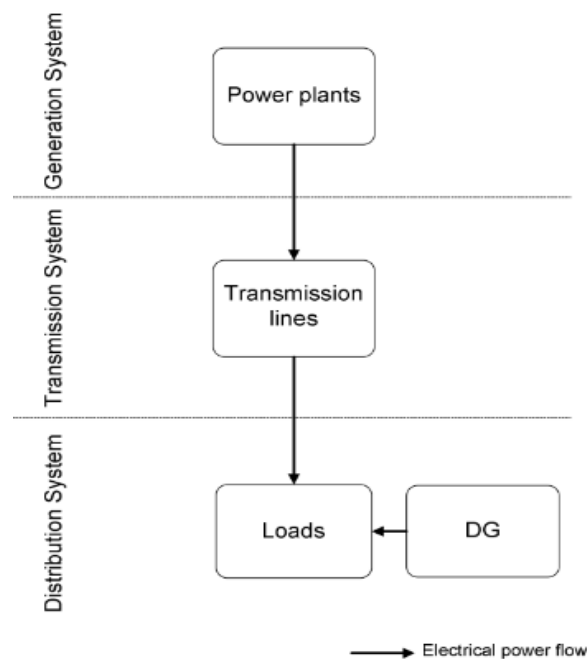 Generation System
Power plants
Transmission System
Transmission
lines
Distribution System
Loads
DG
Electrical power flow